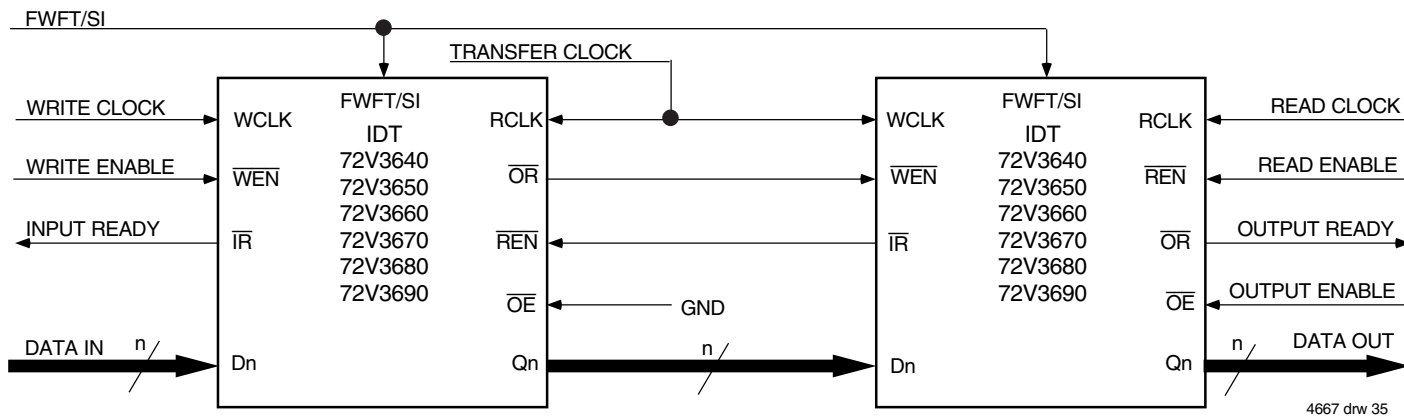 FWFT/SI
TRANSFER CLOCK
WRITE CLOCK
WRITE ENABLE
INPUT READY
DATA IN
n
FWFT/SI
IDT
72V3640
72V3650
72V3660
72V3670
72V3680
72V3690
WCLK
WEN
IR
Dn
RCLK
OR
REN
OE
Qn
GND
n
FWFT/SI
IDT
72V3640
72V3650
72V3660
72V3670
72V3680
72V3690
WCLK
WEN
IR
Dn
RCLK
REN
OR
OE
Qn
READ CLOCK
READ ENABLE
OUTPUT READY
OUTPUT ENABLE
n
DATA OUT
4667 drw 35